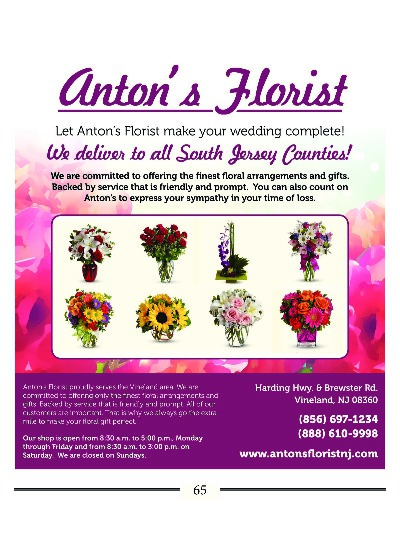 Anton's Florist
Let Anton's Florist make your wedding complete!
We deliver to all South Jersey Counties!
We are committed to offering the finest floral arrangements and gifts.
Backed by service that is friendly and prompt. You can also count on
Anton's to express your sympathy in your time of loss.
Anton's Florist proudly serves the Vineland area. We are
committed to offering only the finest floral arrangements and
gifts. Backed by service that is friendly and prompt. All of our
customers are important. That is why we always go the extra
mile to make your floral gift perfect.
Our shop is open from 8:30 a.m. to 5:00 p.m., Monday
through Friday and from 8:30 a.m. to 3:00 p.m. on
Saturday. We are closed on Sundays.
Harding Hwy. & Brewster Rd.
Vineland, NJ 08360
(856) 697-1234
(888) 610-9998
www.antonsfloristnj.com
65